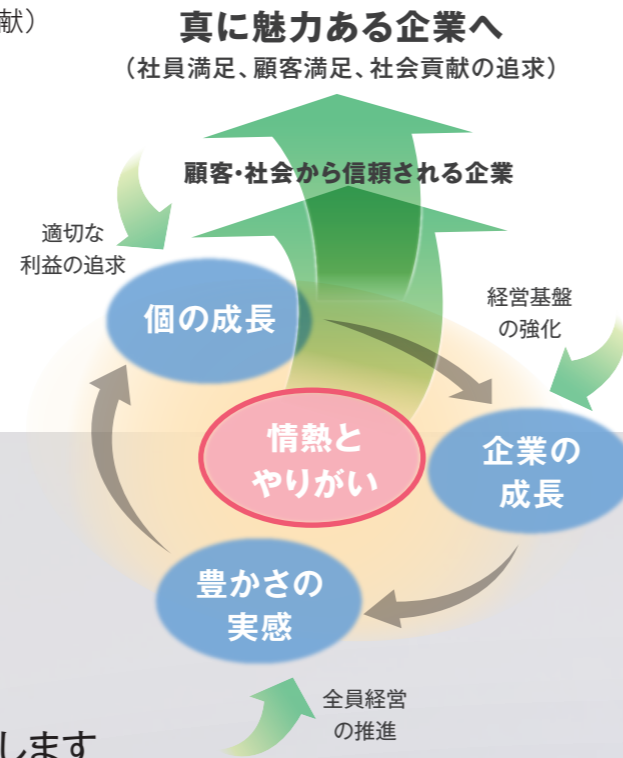 献）
真に魅力ある企業へ
（社員満足、顧客満足、社会貢献の追求）
顧客・社会から信頼される企業
適切な
利益の追求
個の成長
経営基盤
の強化
情熱と
やりがい
企業の
成長
豊かさの
実感
全員経営
の推進
します